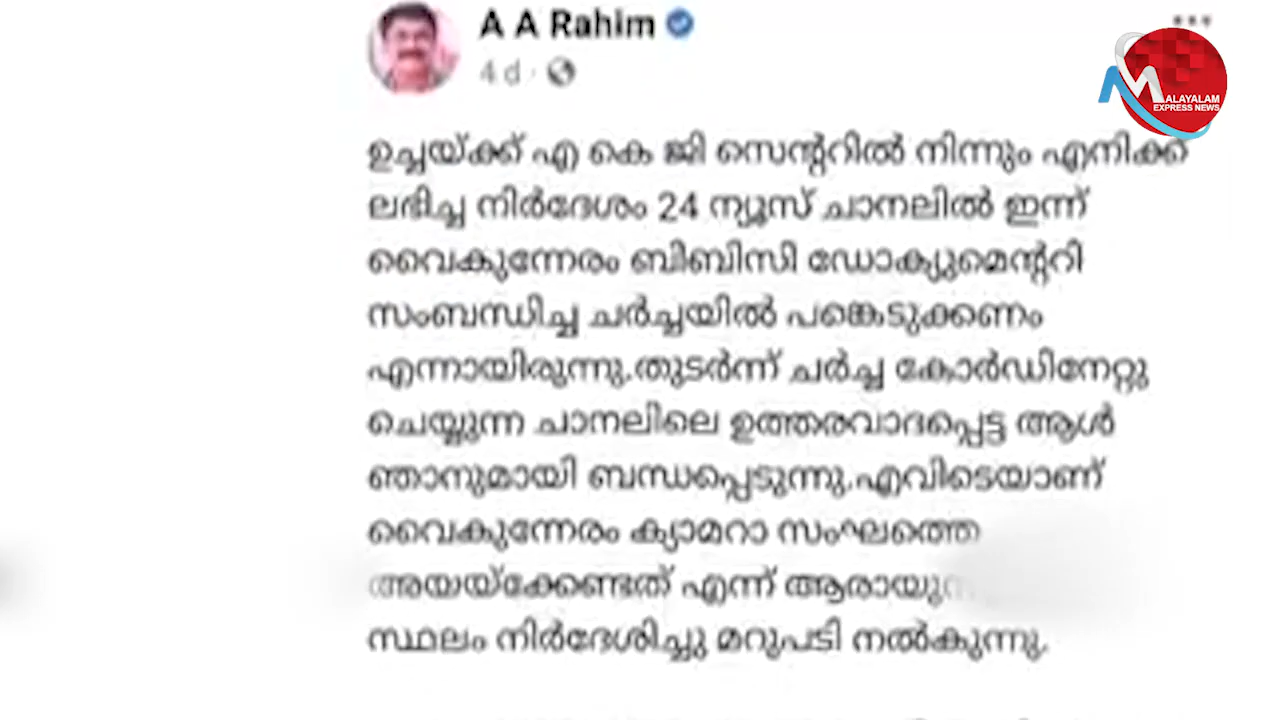 A A Rahim
4 d ·
MALAYALAM
EXPRESS NEWS
ഉച്ചയ്ക്ക് എ കെ ജി സെന്ററിൽ നിന്നും എനിക്ക്
ലഭിച്ച നിർദേശം 24 ന്യൂസ് ചാനലിൽ ഇന്ന്
വൈകുന്നേരം ബിബിസി ഡോക്യുമെന്ററി
സംബന്ധിച്ച ചർച്ചയിൽ പങ്കെടുക്കണം
എന്നായിരുന്നു.തുടർന്ന് ചർച്ച കോർഡിനേറ്റു
ചെയ്യുന്ന ചാനലിലെ ഉത്തരവാദപ്പെട്ട ആൾ
ഞാനുമായി ബന്ധപ്പെടുന്നു.എവിടെയാണ്
വൈകുന്നേരം ക്യാമറാ സംഘത്തെ
അയയ്ക്കേണ്ടത് എന്ന്
സ്ഥലം നിർദേശിച്ചു മറുപടി നൽകുന്നു.